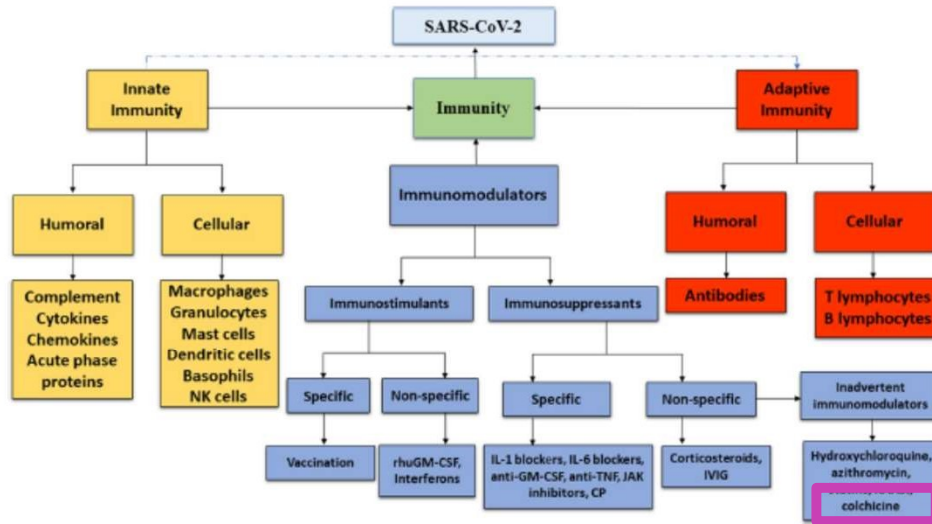 SARS-CoV-2
Innate
Immunity
Immunity
Adaptive
Immunity
Immunomodulators
Humoral
Cellular
Humoral
Cellular
Complement
Cytokines
Chemokines
Acute phase
proteins
Macrophages
Granulocytes
Mast cells
Dendritic cells
Basophils
NK cells
Immunostimulants
Immunosuppressants
Antibodies
T lymphocytes
B lymphocytes
Specific
Non-specific
Specific
Non-specific
Inadvertent
immunomodulators
Vaccination
rhuGM-CSF,
Interferons
IL-1 blockers, IL-6 blockers,
anti-GM-CSF, anti-TNF, JAK
inhibitors, CP
Corticosteroids,
IVIG
Hydroxychloroquine,
azithromycin,
colchicine